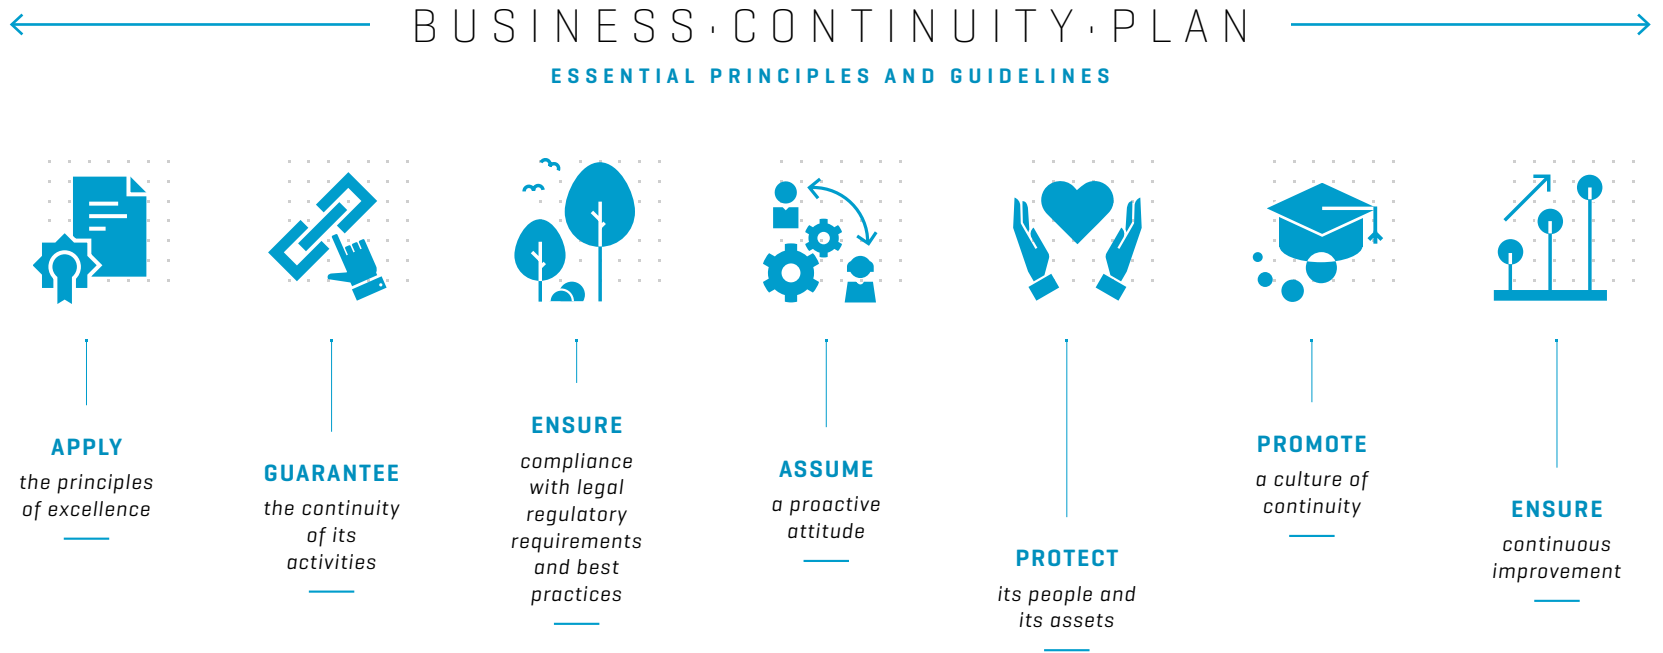 BUSINESS·CONTINUITY·PLAN
ESSENTIAL PRINCIPLES AND GUIDELINES
APPLY
the principles
of excellence
GUARANTEE
the continuity
of its
activities
ENSURE
compliance
with legal
regulatory
requirements
and best
practices
ASSUME
a proactive
attitude
PROTECT
its people and
its assets
PROMOTE
a culture of
continuity
ENSURE
continuous
improvement